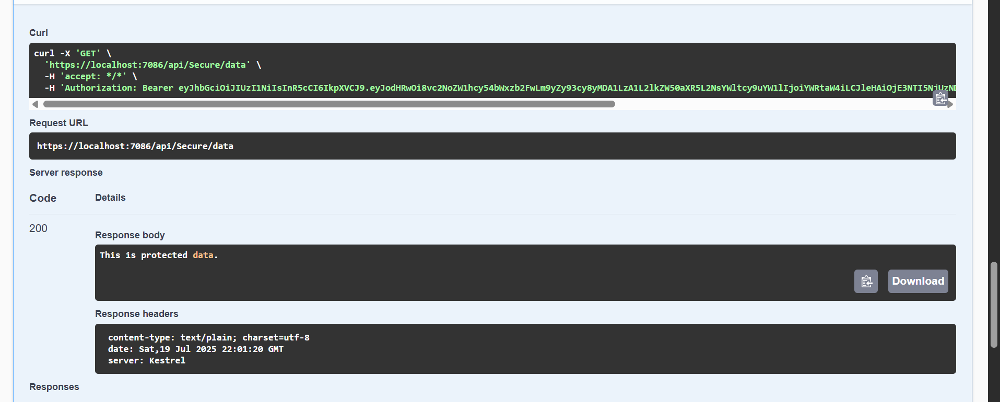 Curl
curl -X 'GET' \
'https://localhost:7086/api/Secure/data' \
-H 'accept: */*' \
-H 'Authorization: Bearer eyJhbGciOiJIUzI1NiIsInR5cCI6IkpXVCJ9.eyJodHRwOi8vc2NoZW1hcy54bWxzb2FwLm9yZy93cy8yMDA1LzA1L2lkZW50aXR5L2NsYWltcy9uYW1lIjoiYWRtaW4iLCJleHAiOjE3NTI5NjUzND
Request URL
https://localhost:7086/api/Secure/data
Server response
Code Details
200
Response body
This is protected data.
Download
Response headers
content-type: text/plain; charset=utf-8
date: Sat,19 Jul 2025 22:01:20 GMT
server: Kestrel
Responses